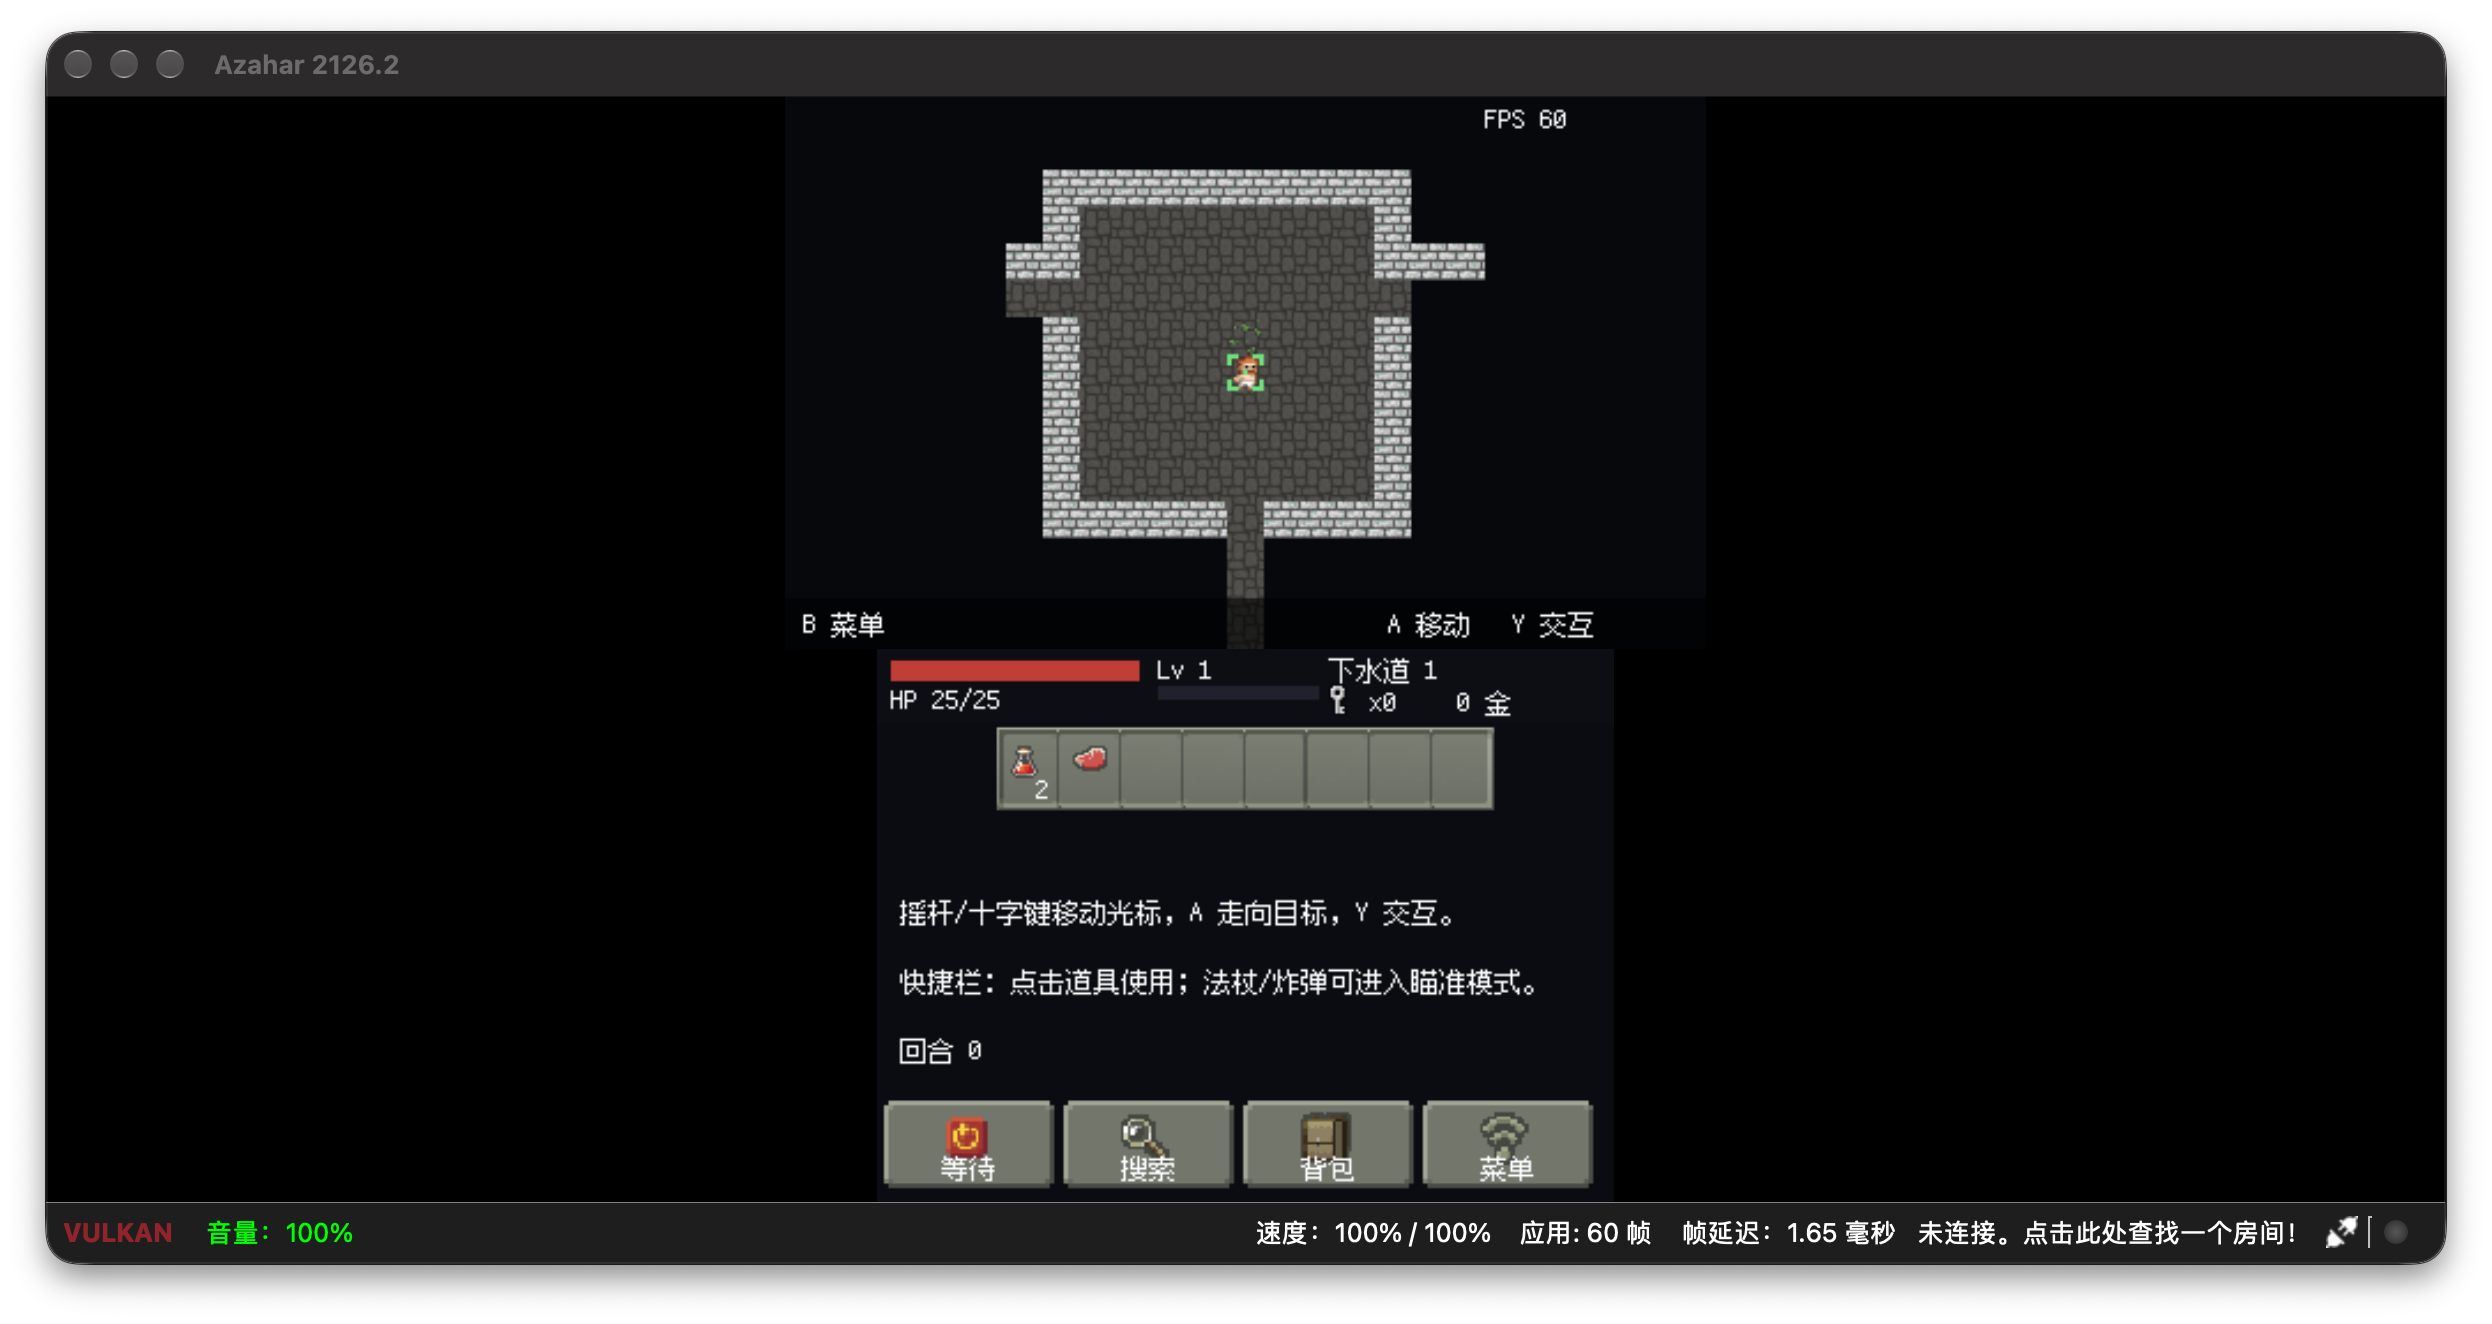 Azahar 2126.2
FPS 60
B 菜单
A 移动 Y 交互
Lv 1
下水道 1
HP 25/25
x0
0 金
2
摇杆/十字键移动光标，A 走向目标，Y 交互。
快捷栏：点击道具使用；法杖/炸弹可进入瞄准模式。
回合 0
等待
搜索
背包
菜单
VULKAN 音量：100%
速度：100% / 100% 应用: 60 帧 帧延迟：1.65 毫秒 未连接。点击此处查找一个房间！